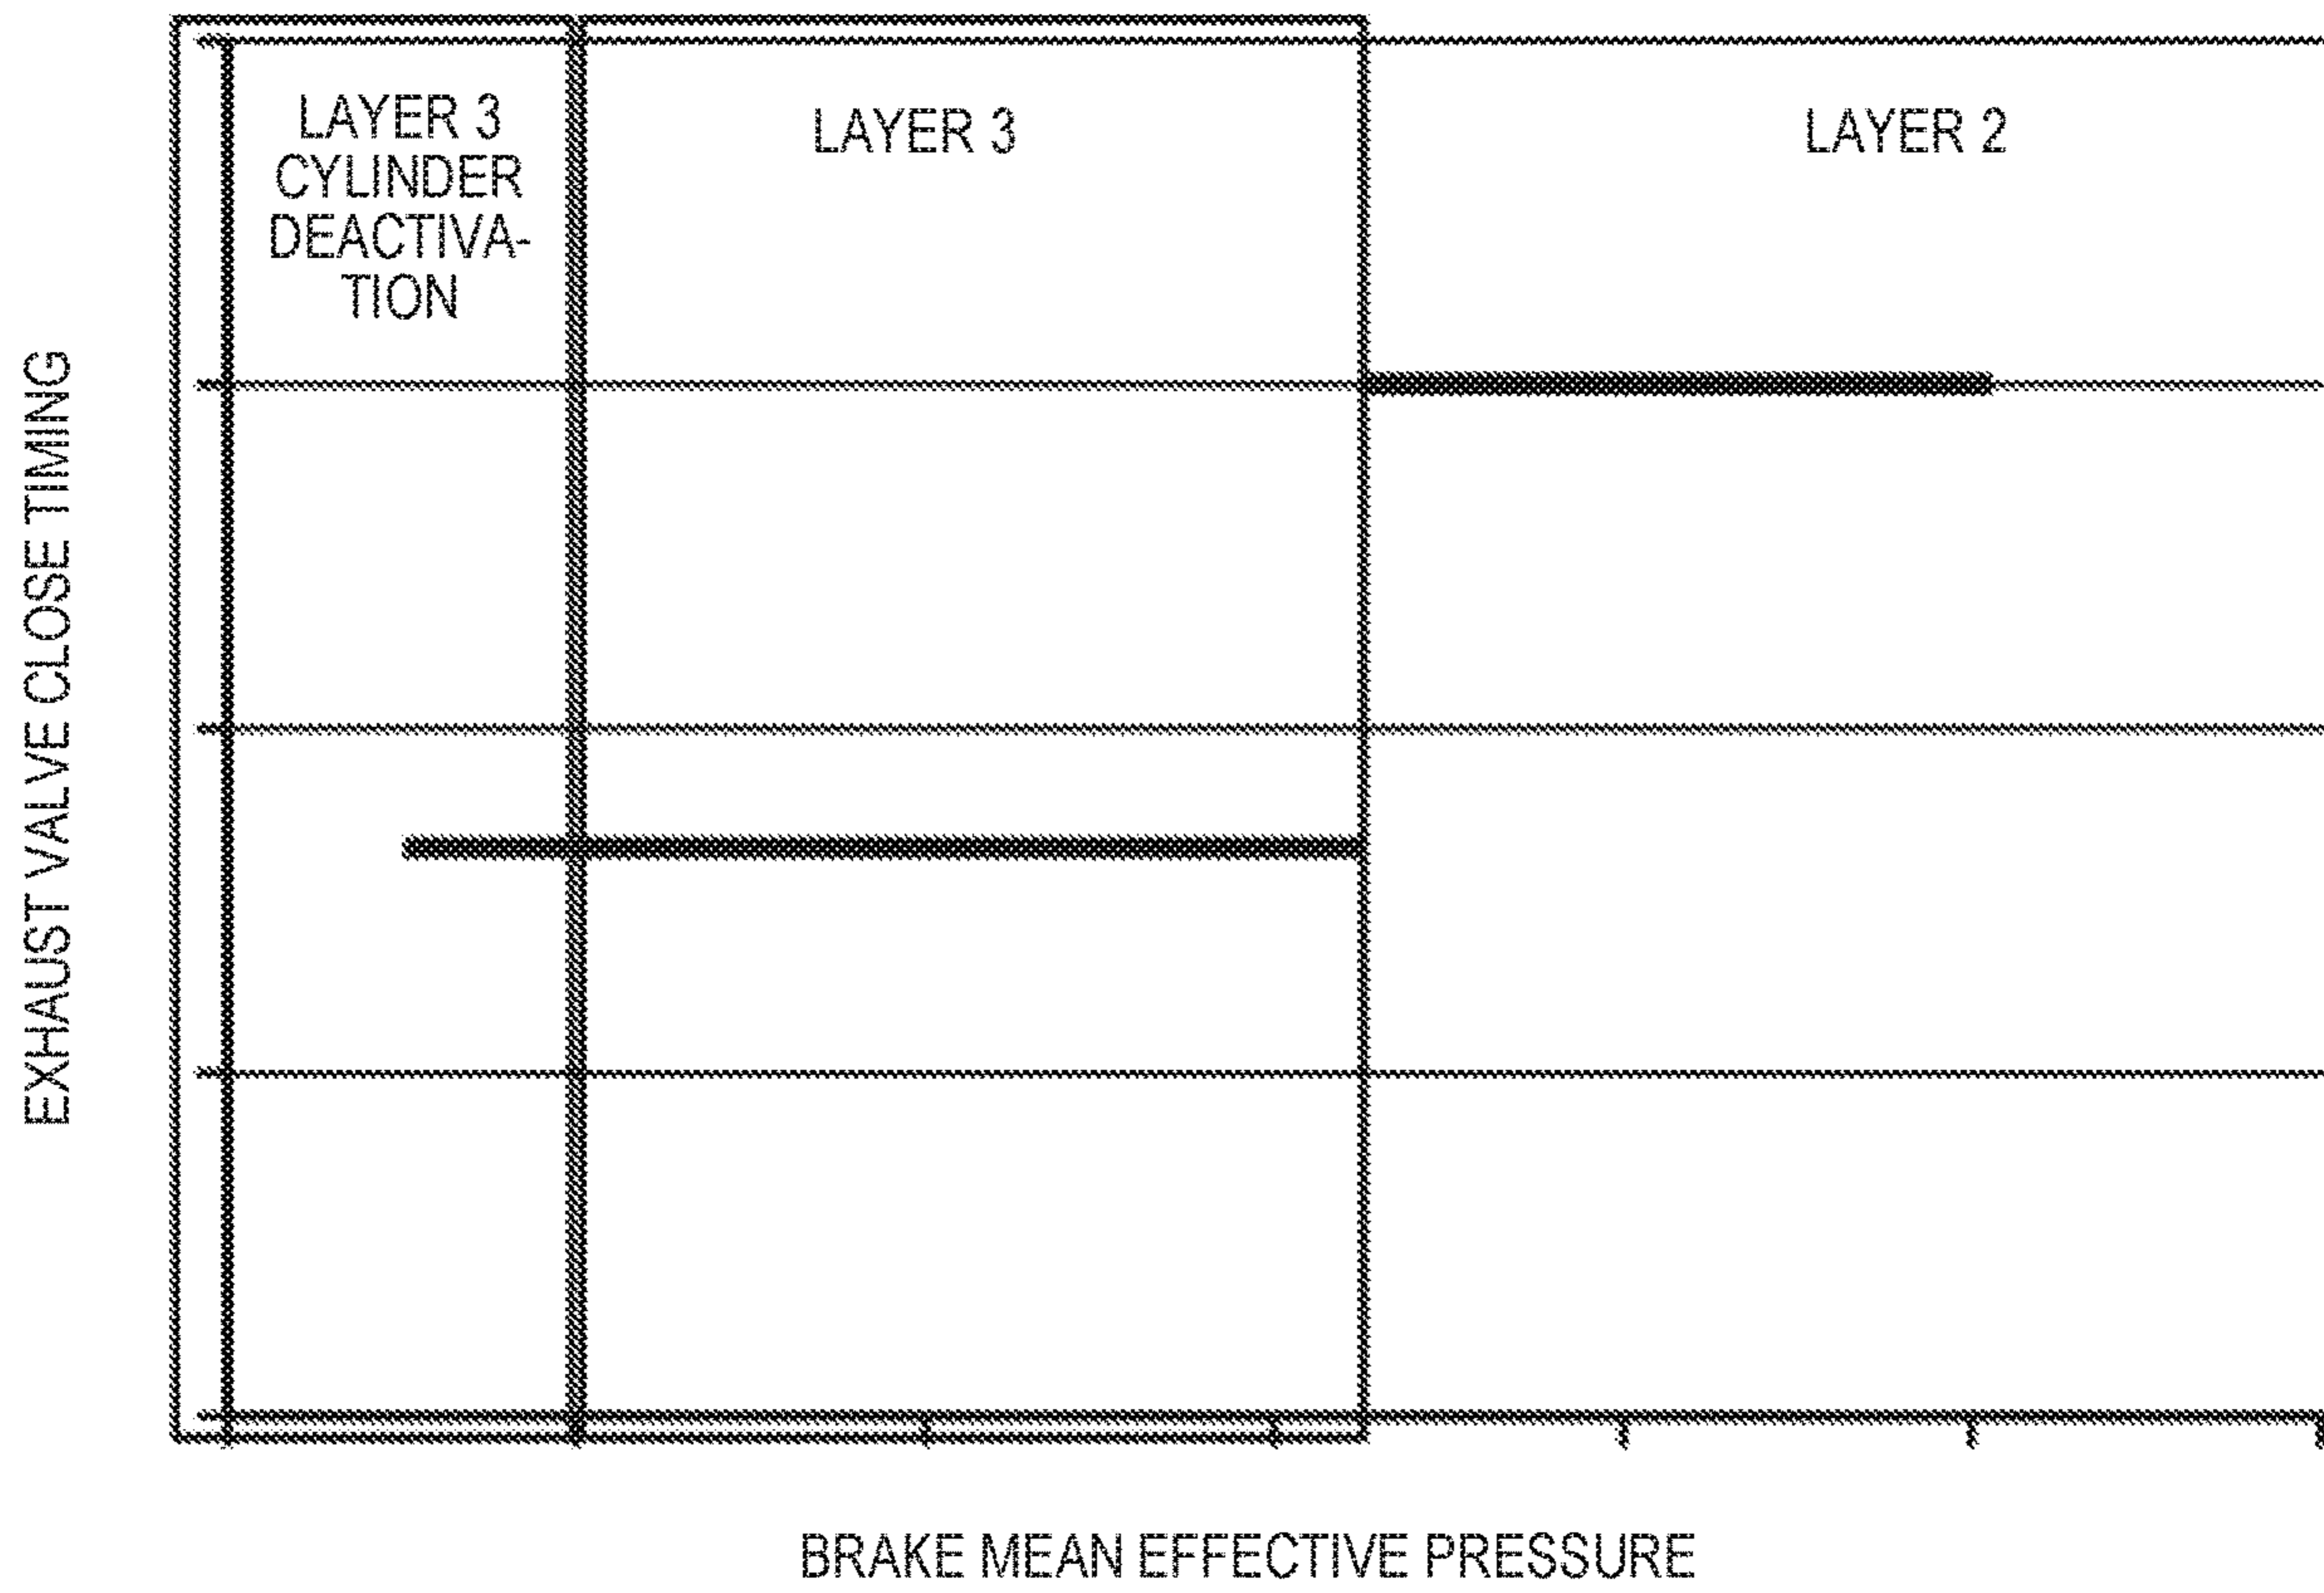 LAYER 3
CYLINDER
DEACTIVA-
TION
LAYER 3
LAYER 2
EXHAUST VALVE CLOSE TIMING
BRAKE MEAN EFFECTIVE PRESSURE